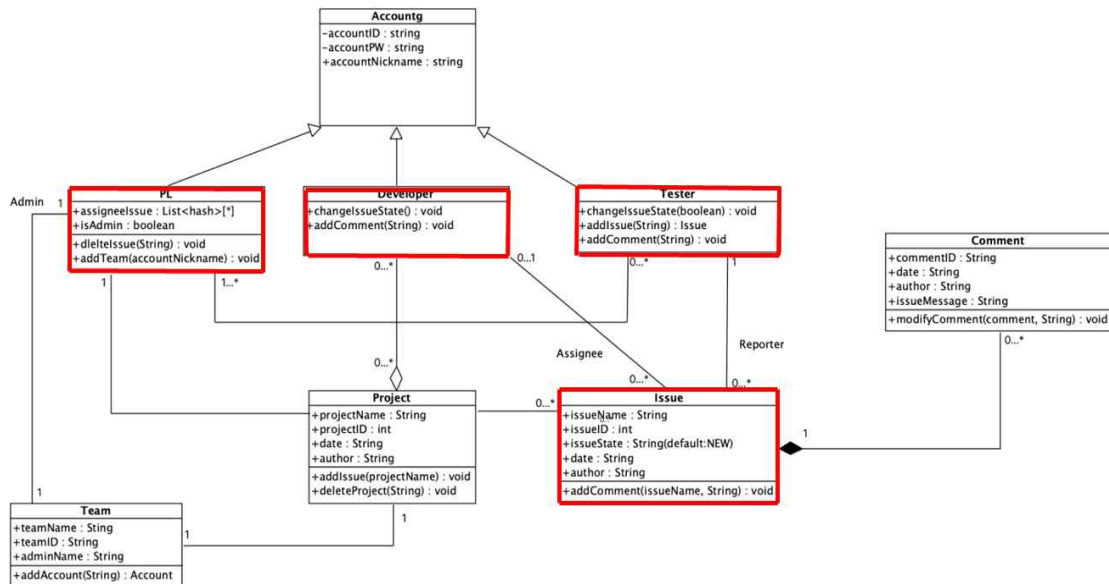 Accountg
-accountID : string
-accountPW : string
+accountNickname : string
PL
+assigneeIssue : List<hash>[*]
+isAdmin : boolean
+dleIteIssue(String) : void
+addTeam(accountNickname) : void
Developer
+changeIssueState() : void
+addComment(String) : void
Tester
+changeIssueState(boolean) : void
+addIssue(String) : Issue
+addComment(String) : void
Comment
+commentID : String
+date : String
+author : String
+issueMessage : String
+modifyComment(comment, String) : void
Admin
1
1
1...*
0...*
0...1
0...*
1
0...*
Assignee
Reporter
0...*
0...*
0...*
0...*
1
Project
+projectName : String
+projectID : int
+date : String
+author : String
+addIssue(projectName) : void
+deleteProject(String) : void
Issue
+issueName : String
+issueID : int
+issueState : String(default:NEW)
+date : String
+author : String
+addComment(issueName, String) : void
1
1
1
Team
+teamName : Sting
+teamID : String
+adminName : String
+addAccount(String) : Account